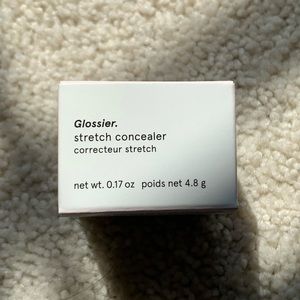 Glossier.
stretch concealer
correcteur stretch
net wt. 0.17 oz poids net 4.8 g